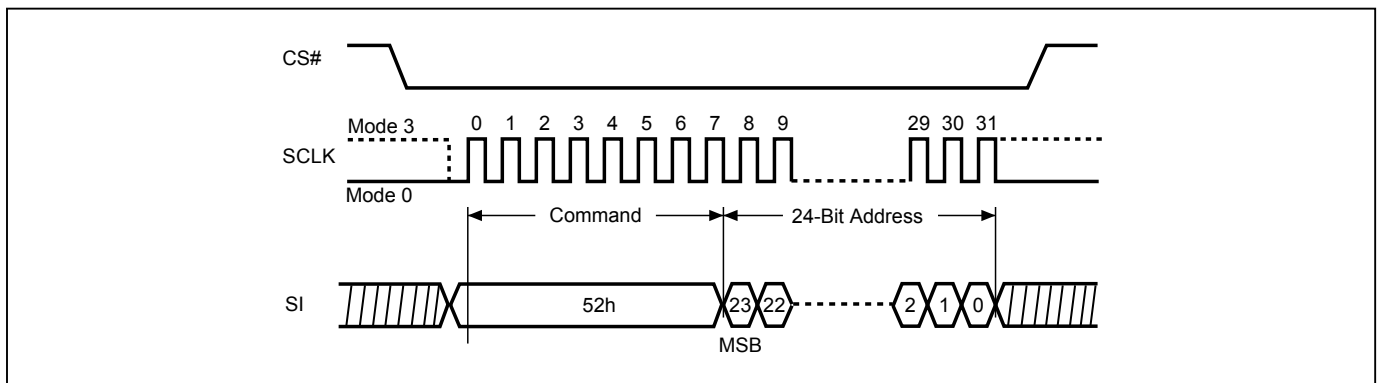 CS#
Mode 3
0 1 2 3 4 5 6 7 8 9 29 30 31
SCLK
Mode 0
Command 24-Bit Address
SI 52h 23 22 2 1 0
MSB